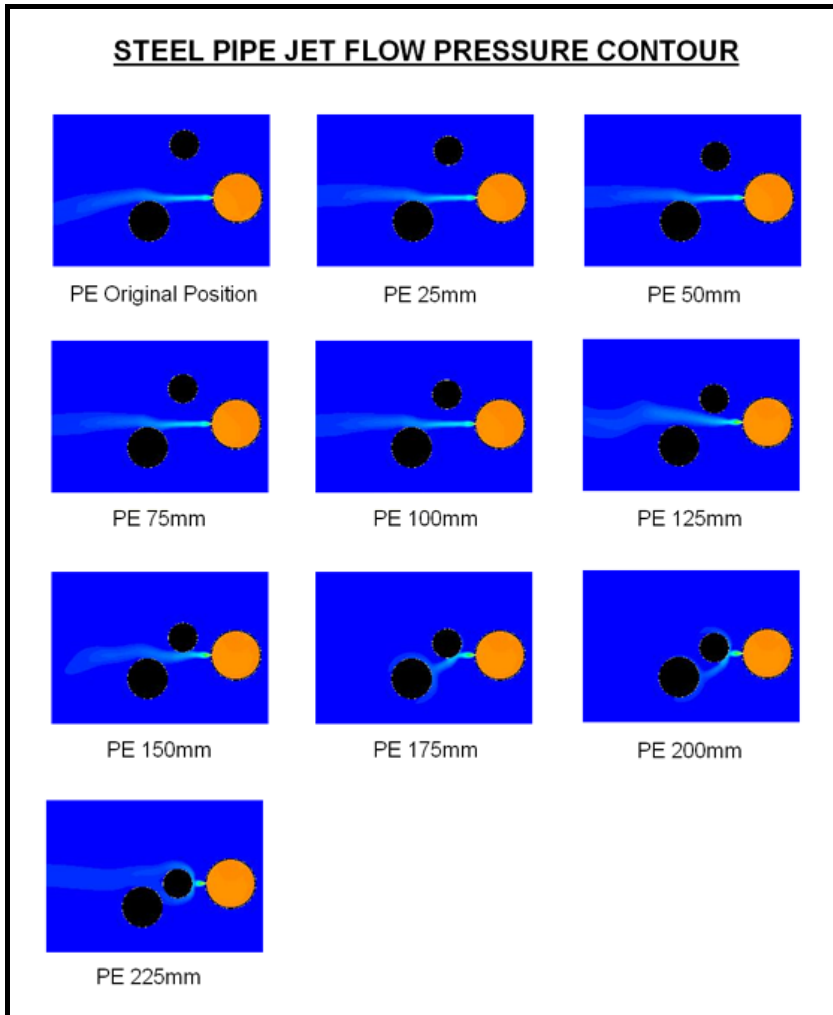 STEEL PIPE JET FLOW PRESSURE CONTOUR
PE Original Position
PE 25mm
PE 50mm
PE 75mm
PE 100mm
PE 125mm
PE 150mm
PE 175mm
PE 200mm
PE 225mm